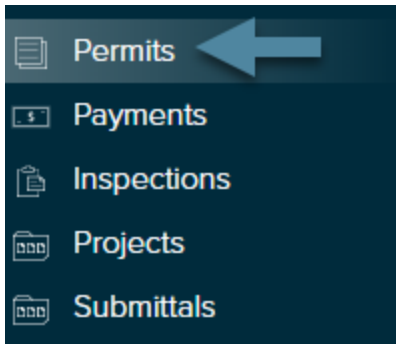 Permits
Payments
Inspections
Projects
Submittals